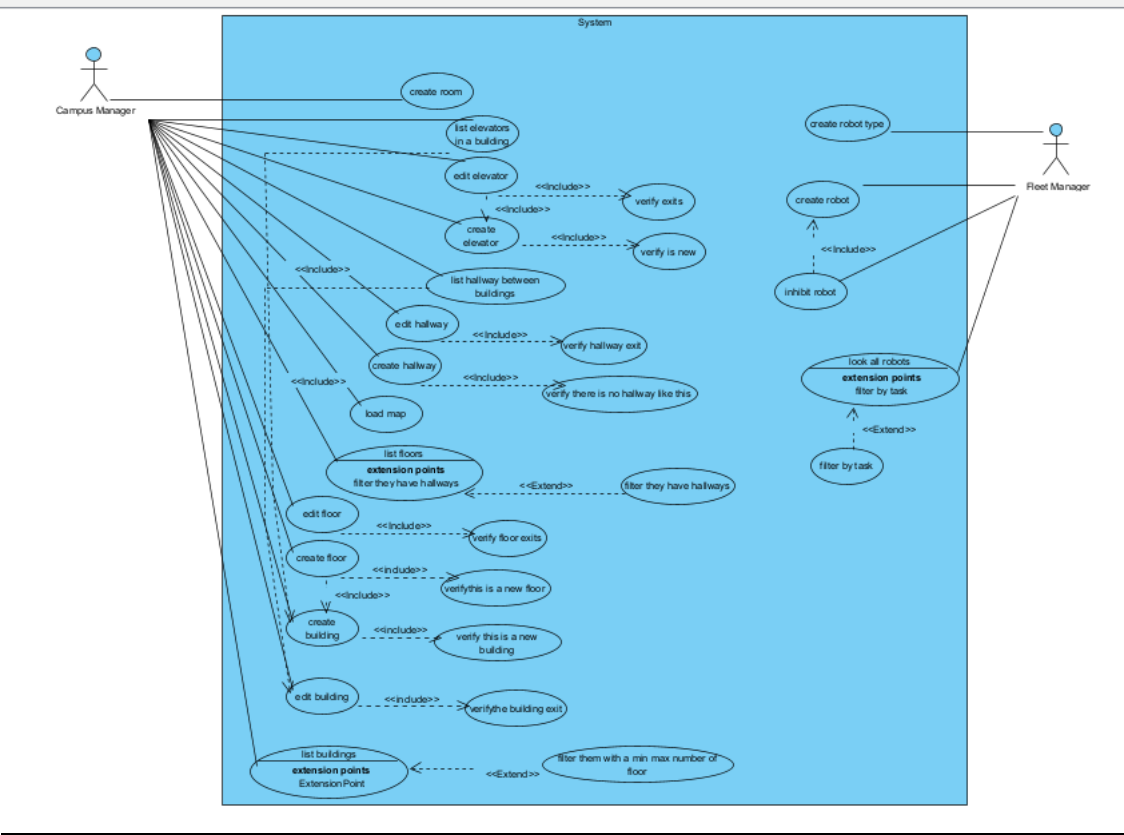 System
Campus Manager
create room
list elevators
in a building
edit elevator
<<Include>>
verify exits
<<Include>>
create
elevator
<<Include>>
verify is new
<<Include>>
list hallway between
buildings
edit hallway
<<Include>>
verify hallway exit
create hallway
<<Include>>
<<Include>>
verify there is no hallway like this
load map
list floors
extension points
filter they have hallways
<<Extend>>
filter they have hallways
edit floor
<<Include>>
verify floor exits
create floor
<<include>>
verifythis is a new floor
<<Include>>
create
building
<<include>>
verify this is a new
building
edit building
<<include>>
verifythe building exit
list buildings
extension points
ExtensionPoint
<<Extend>>
filter them with a min max number of
floor
create robot type
Fleet Manager
create robot
<<Include>>
inhibit robot
look all robots
extension points
filter by task
<<Extend>>
filter by task